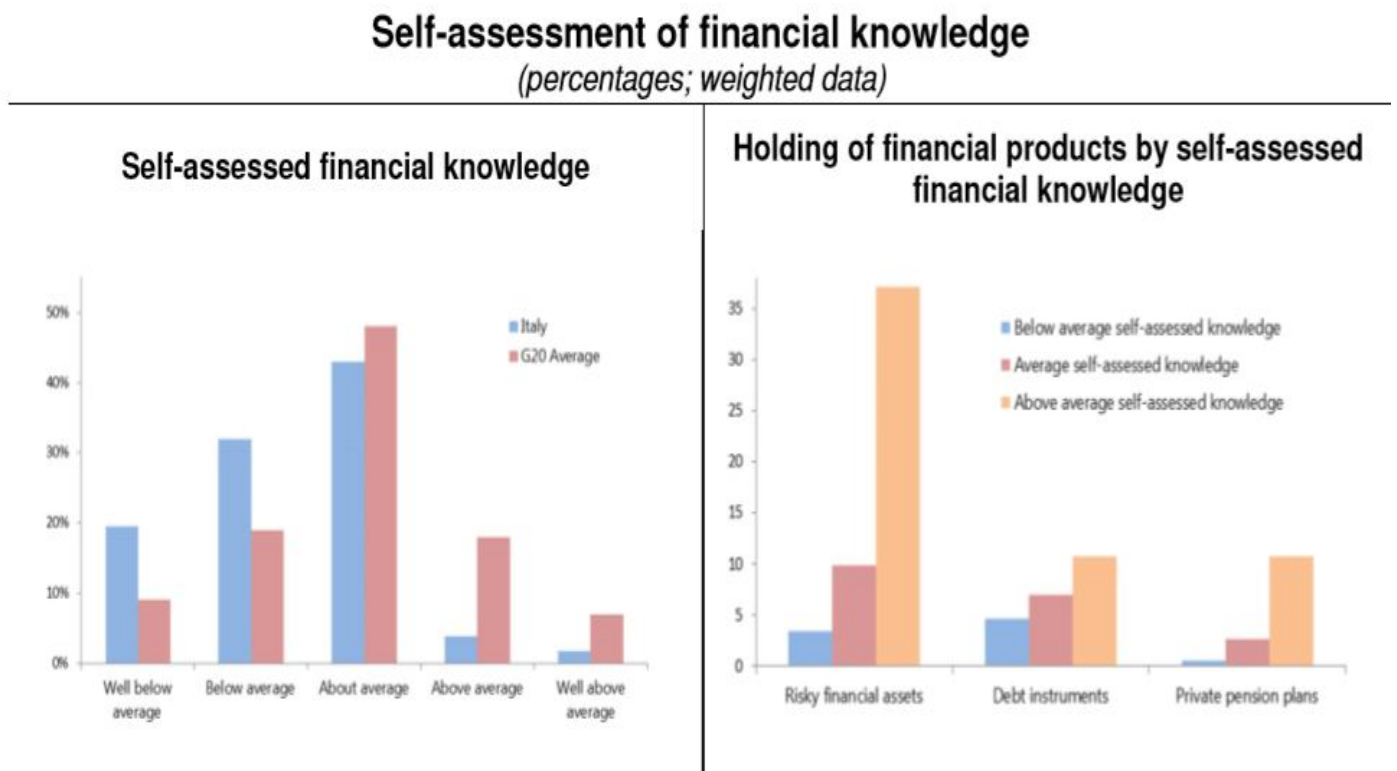 Self-assessment of financial knowledge
(percentages; weighted data)
Self-assessed financial knowledge
50%
40%
30%
20%
10%
0%
Italy
G20 Average
Well below
average
Below average
About average
Above average
Well above
average
Holding of financial products by self-assessed
financial knowledge
35
30
25
20
15
10
5
0
Below average self-assessed knowledge
Average self-assessed knowledge
Above average self-assessed knowledge
Risky financial assets
Debt instruments
Private pension plans